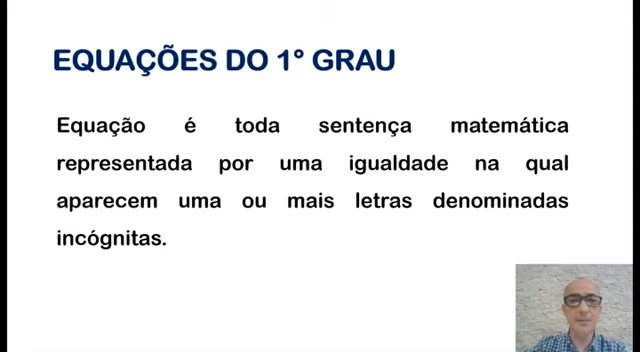 EQUAÇÕES DO 1° GRAU
Equação é toda sentença matemática
representada por uma igualdade na qual
aparecem uma ou mais letras denominadas
incógnitas.